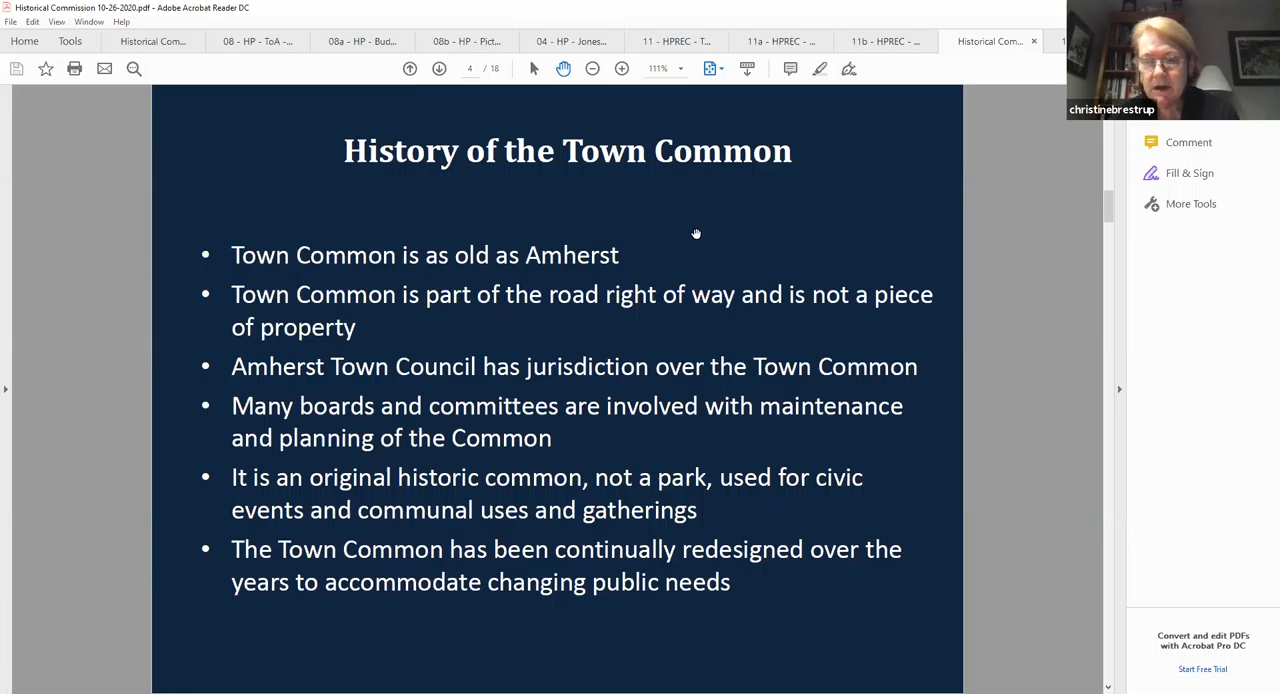 Historical Commission 10-26-2020.pdf - Adobe Acrobat Reader DC
File Edit View Window Help
Home Tools Historical Com... 08 - HP - ToA -... 08a - HP - Bud... 08b - HP - Pict... 04 - HP - Jones... 11 - HPREC - T... 11a - HPREC - ... 11b - HPREC - ... Historical Com... ×
4 / 18 111%
christinebrestrup
Comment
Fill & Sign
More Tools
History of the Town Common
• Town Common is as old as Amherst
• Town Common is part of the road right of way and is not a piece
of property
• Amherst Town Council has jurisdiction over the Town Common
• Many boards and committees are involved with maintenance
and planning of the Common
• It is an original historic common, not a park, used for civic
events and communal uses and gatherings
• The Town Common has been continually redesigned over the
years to accommodate changing public needs
Convert and edit PDFs
with Acrobat Pro DC
Start Free Trial